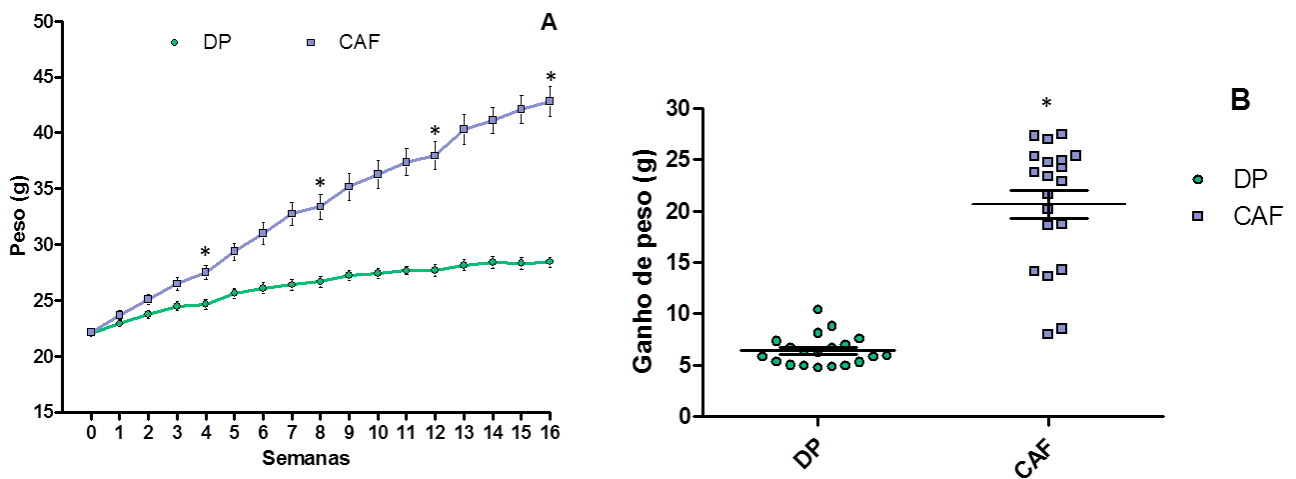 A
DP CAF
50
45
40
35
30
25
20
15
Peso (g)
* * * *
0 1 2 3 4 5 6 7 8 9 10 11 12 13 14 15 16
Semanas
B
30
25
20
15
10
5
0
Ganho de peso (g)
*
DP
CAF
DP
CAF